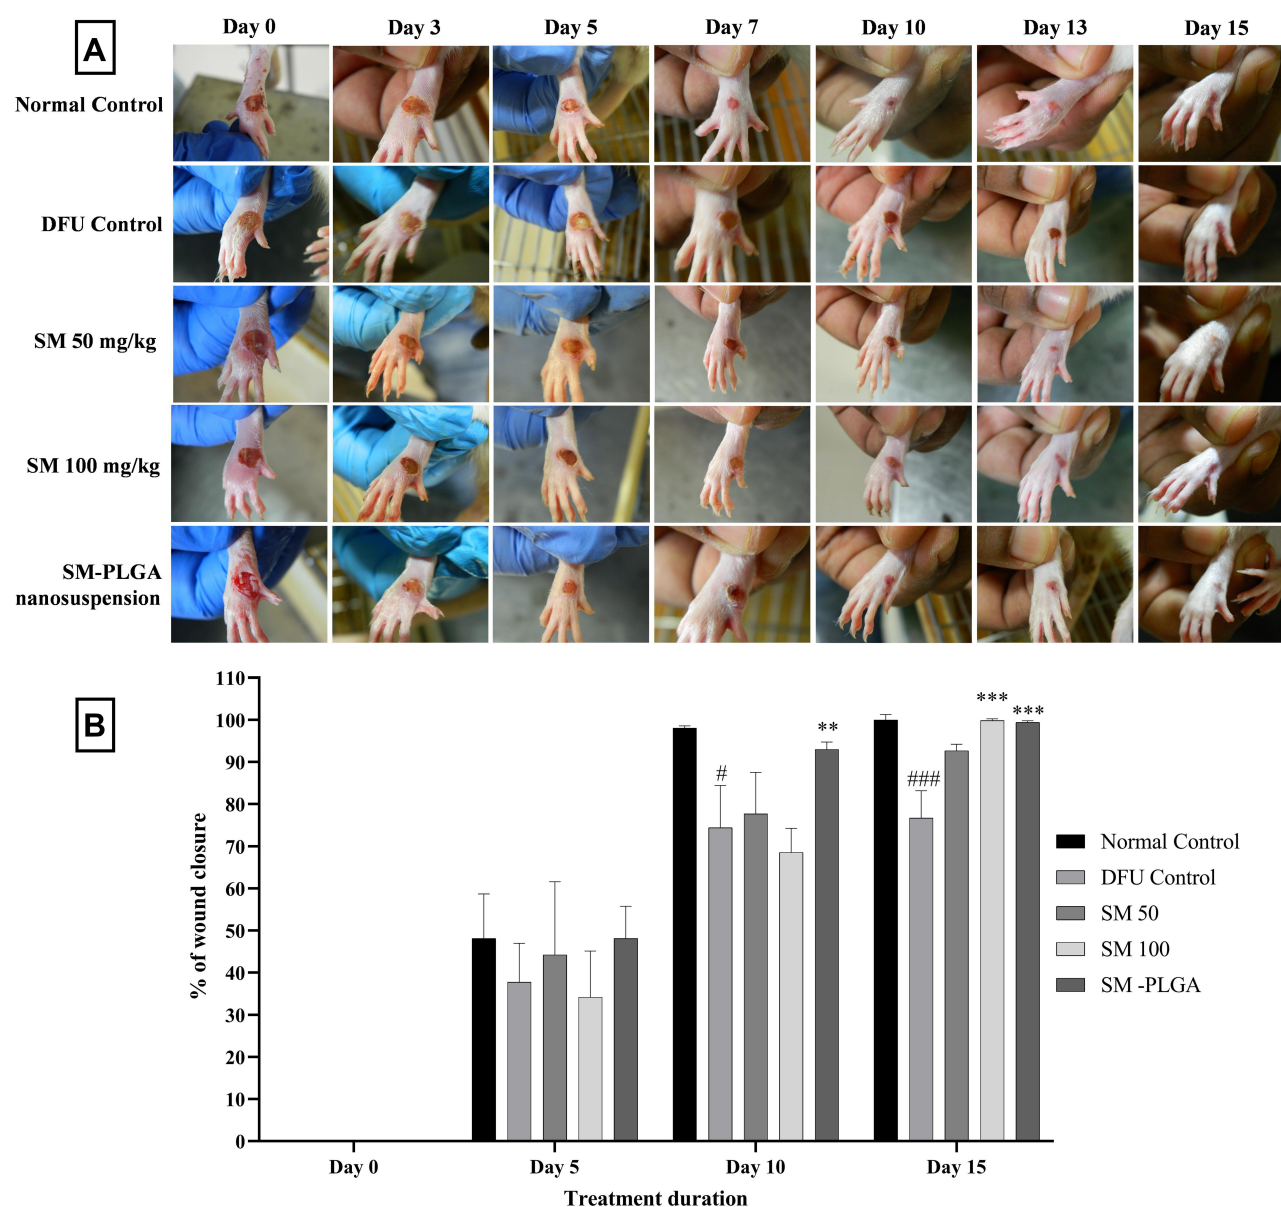 A
Day 0 Day 3 Day 5 Day 7 Day 10 Day 13 Day 15
Normal Control
DFU Control
SM 50 mg/kg
SM 100 mg/kg
SM-PLGA
nanosuspension
B
% of wound closure
110
100
90
80
70
60
50
40
30
20
10
0
#
**
###
***
***
Normal Control
DFU Control
SM 50
SM 100
SM -PLGA
Day 0 Day 5 Day 10 Day 15
Treatment duration